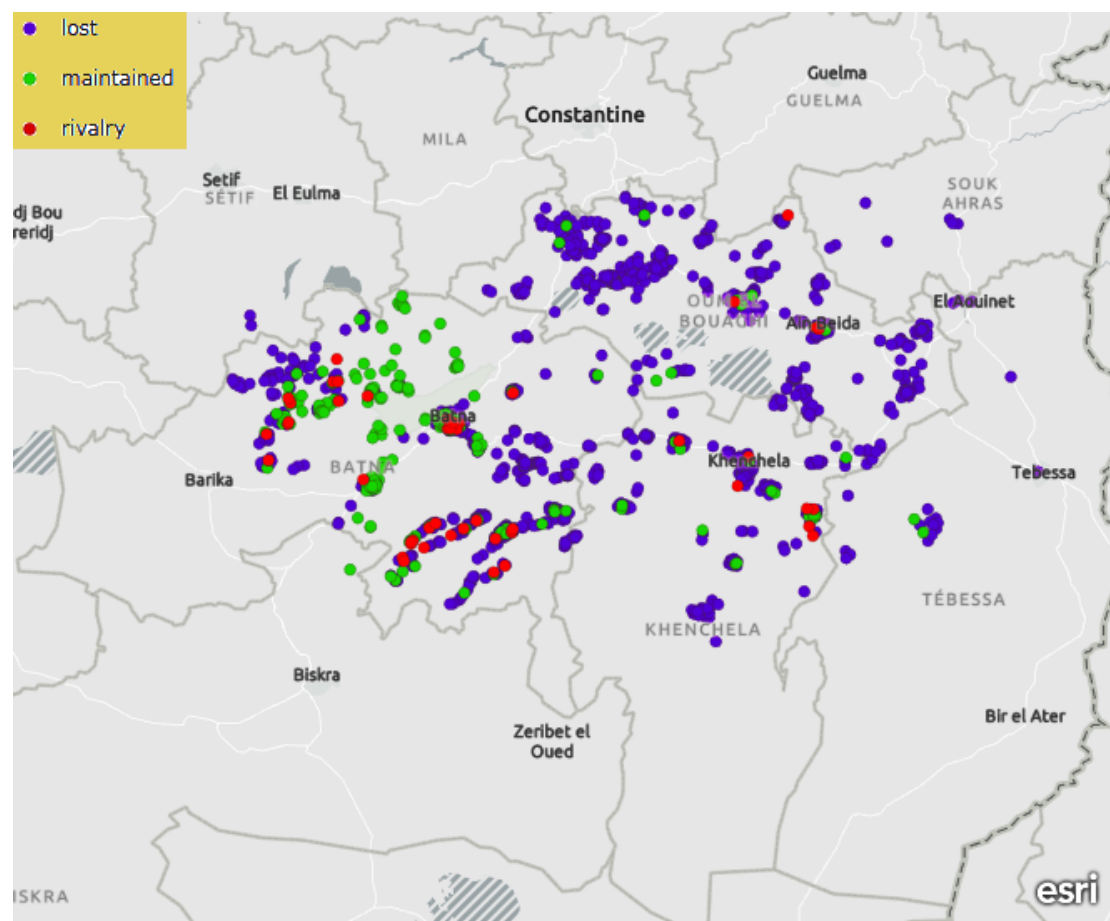 lost
maintained
rivalry
Guelma
GUELMA
Constantine
MILA
Setif
SÉTIF
El Eulma
SOUK
AHRAS
dj Bou
reridj
El Aouinet
BOUAGHI
Ain Beida
Batna
BATNA
Khenchela
Barika
Tebessa
TÉBESSA
KHENCHELA
Biskra
Bir el Ater
Zeribet el
Oued
ISKRA
esri